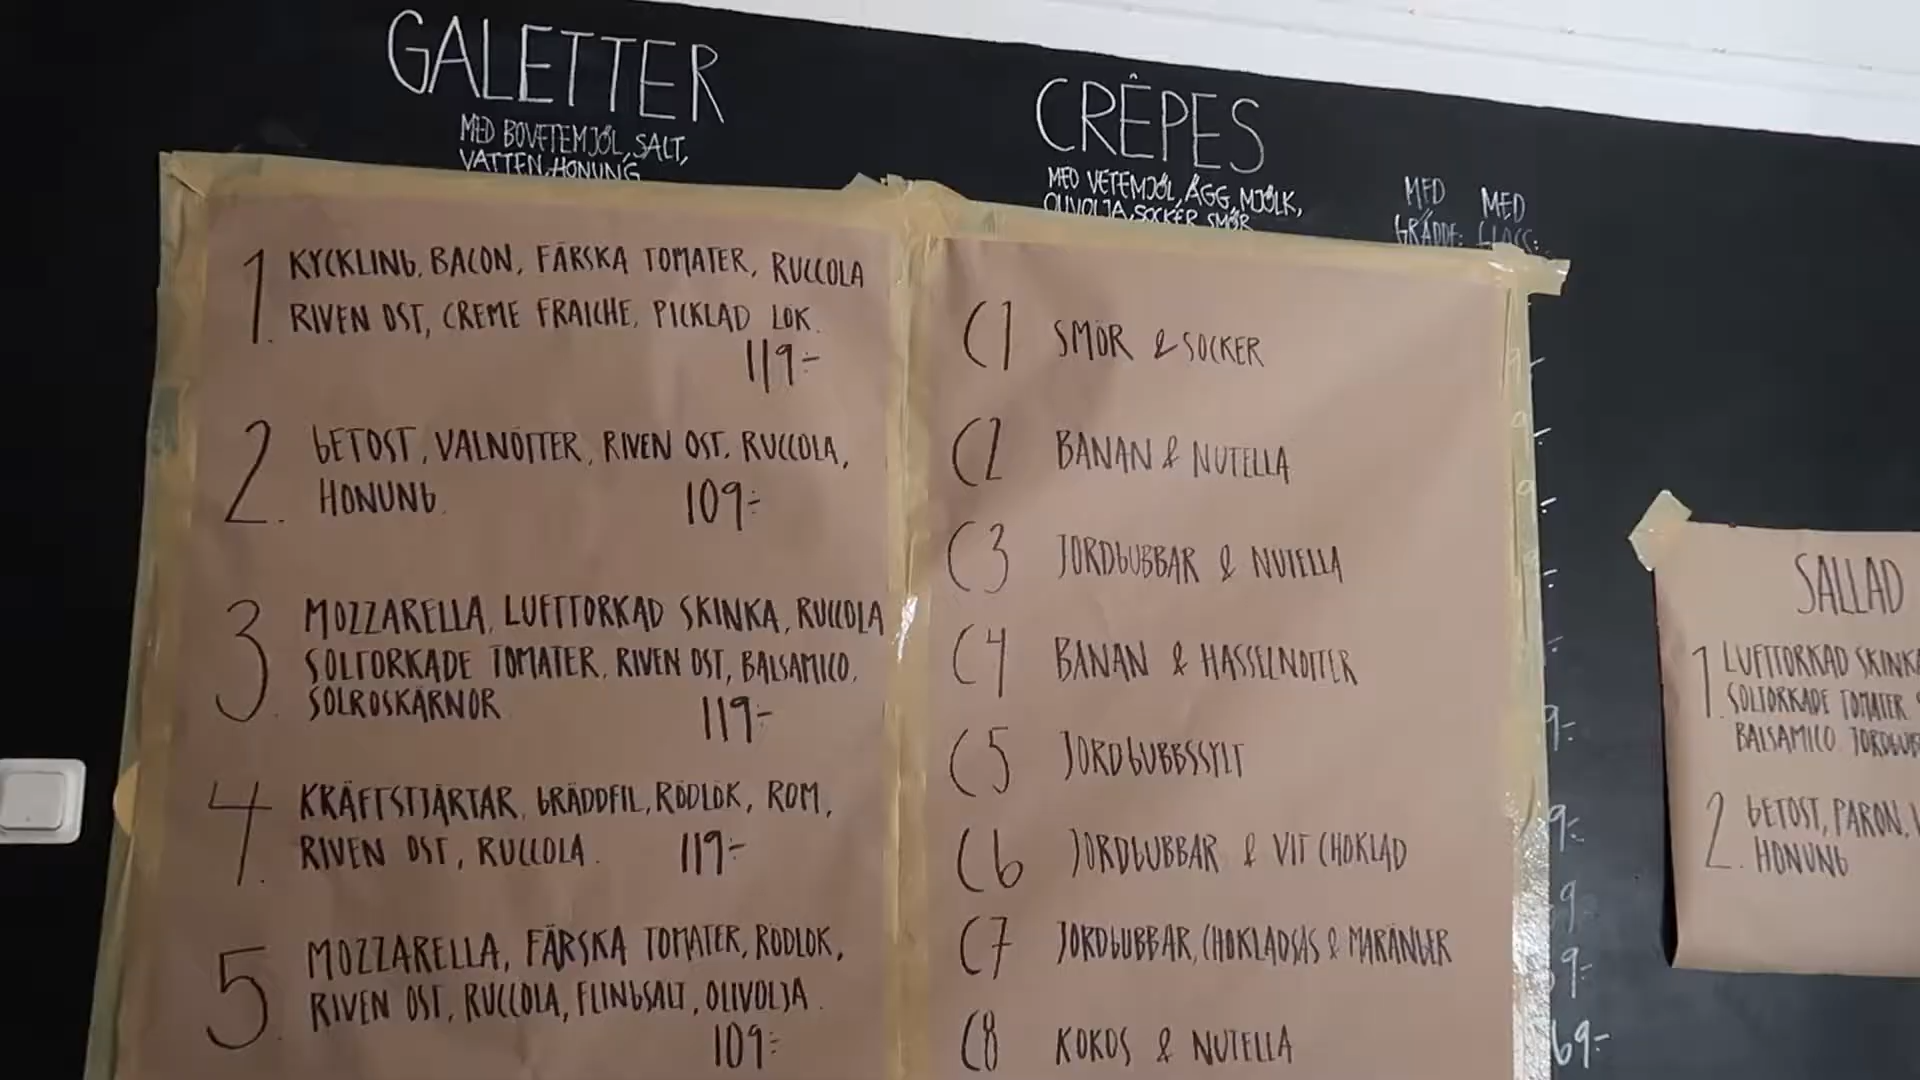 GALETTER
MED BOVETEMJÖL, SALT,
VATTEN, HONUNG
1. KYCKLING, BACON, FÄRSKA TOMATER, RUCCOLA
RIVEN OST, CREME FRAICHE, PICKLAD LÖK.
119:-
2. GETOST, VALNÖTTER, RIVEN OST, RUCCOLA,
HONUNG. 109:-
3. MOZZARELLA, LUFTTORKAD SKINKA, RUCCOLA
SOLTORKADE TOMATER, RIVEN OST, BALSAMICO,
SOLROSKÄRNOR 119:-
4. KRÄFTSTJÄRTAR, GRÄDDFIL, RÖDLÖK, ROM,
RIVEN OST, RUCCOLA. 119:-
5. MOZZARELLA, FÄRSKA TOMATER, RÖDLÖK,
RIVEN OST, RUCCOLA, FLINGSALT, OLIVOLJA.
109:-
CRÊPES
MED VETEMJÖL, ÄGG, MJÖLK,
OLIVOLJA, SOCKER, SMÖR
MED MED
GRÄDDE: GLASS:
C1 SMÖR & SOCKER
C2 BANAN & NUTELLA
C3 JORDGUBBAR & NUTELLA
C4 BANAN & HASSELNÖTTER
C5 JORDGUBBSSYLT
C6 JORDGUBBAR & VIT CHOKLAD
C7 JORDGUBBAR, CHOKLADSÅS & MARÄNGER
C8 KOKOS & NUTELLA
69:-
SALLAD
1. LUFTTORKAD SKINKA
SOLTORKADE TOMATER
BALSAMICO
2. GETOST, PÄRON,
HONUNG